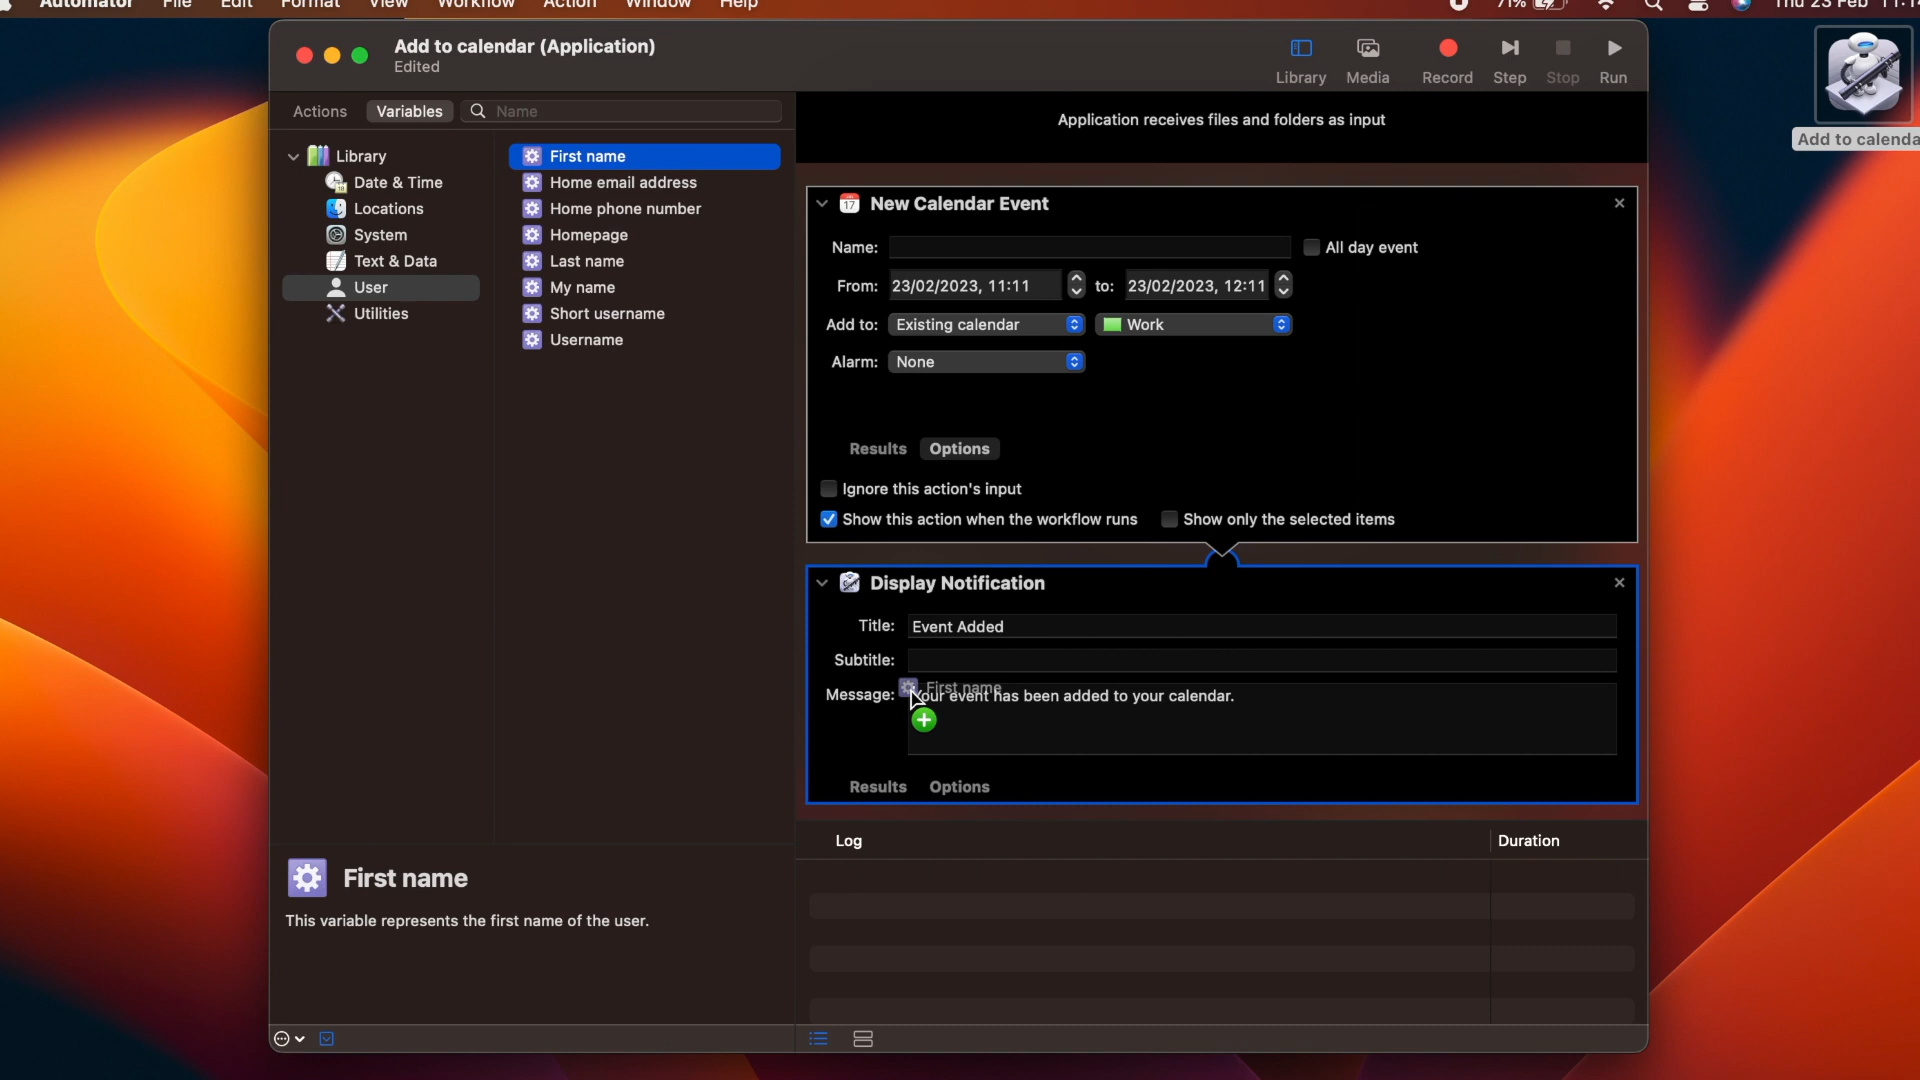 Automator File Edit Format View Workflow Action Window Help 71% Thu 23 Feb
Add to calendar (Application)
Edited
Library Media Record Step Stop Run
Add to calenda
Actions Variables Name
Library
Date & Time
Locations
System
Text & Data
User
Utilities
First name
Home email address
Home phone number
Homepage
Last name
My name
Short username
Username
First name
This variable represents the first name of the user.
Application receives files and folders as input
17 New Calendar Event
Name: All day event
From: 23/02/2023, 11:11 to: 23/02/2023, 12:11
Add to: Existing calendar Work
Alarm: None
Results Options
Ignore this action's input
Show this action when the workflow runs Show only the selected items
Display Notification
Title: Event Added
Subtitle:
First name
Message: Your event has been added to your calendar.
Results Options
Log Duration